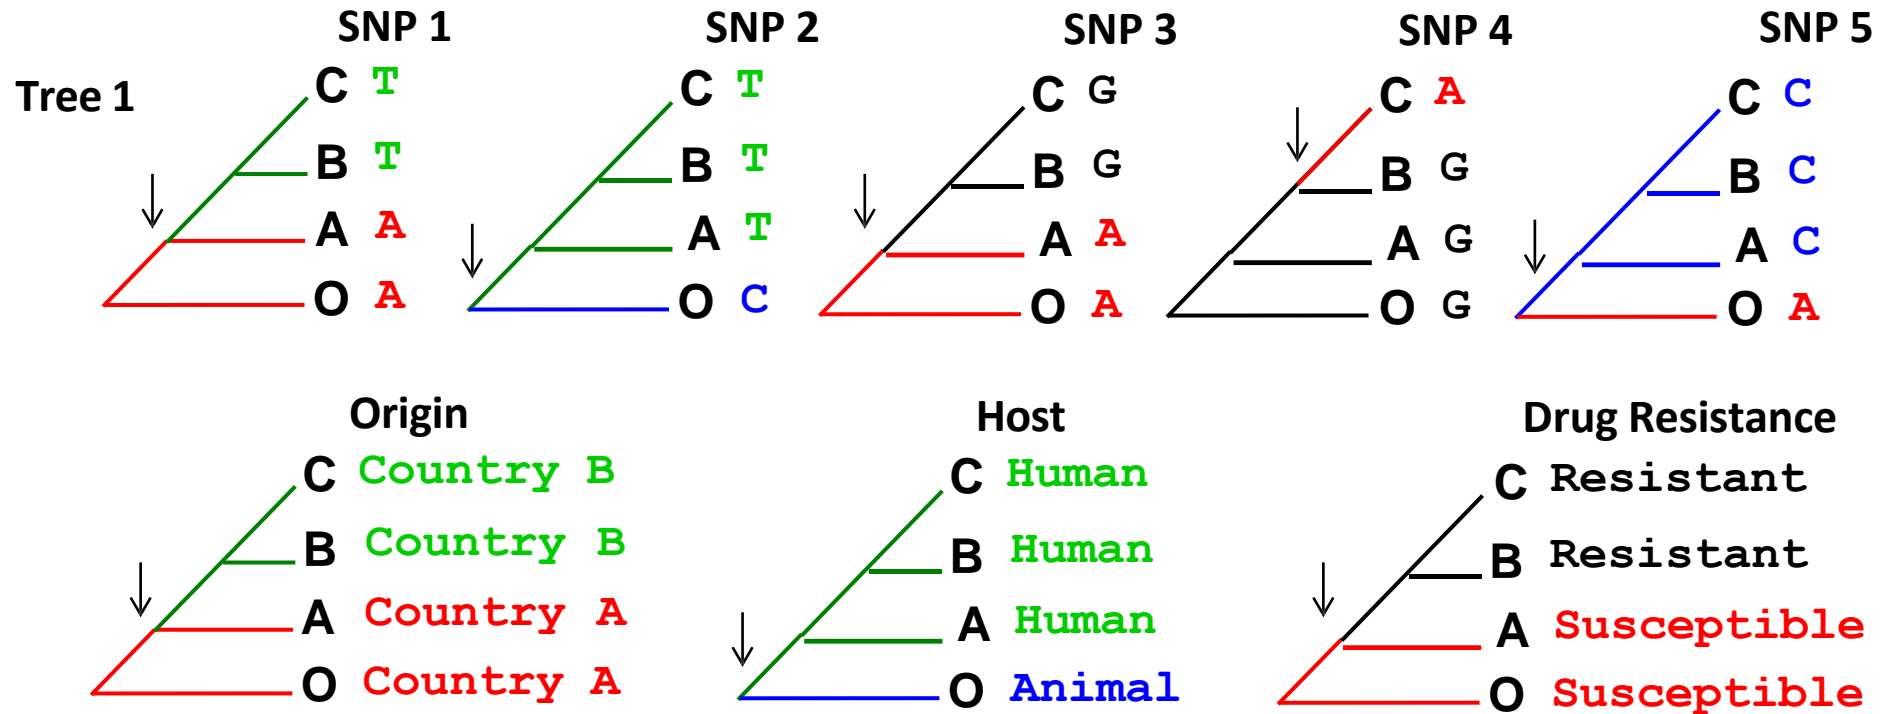 SNP 1 SNP 2 SNP 3 SNP 4 SNP 5
Tree 1
C T C T C G C A C C
B T B T B G B G B C
A A A T A A A G A C
O A O C O A O G O A
Origin Host Drug Resistance
C Country B C Human C Resistant
B Country B B Human B Resistant
A Country A A Human A Susceptible
O Country A O Animal O Susceptible